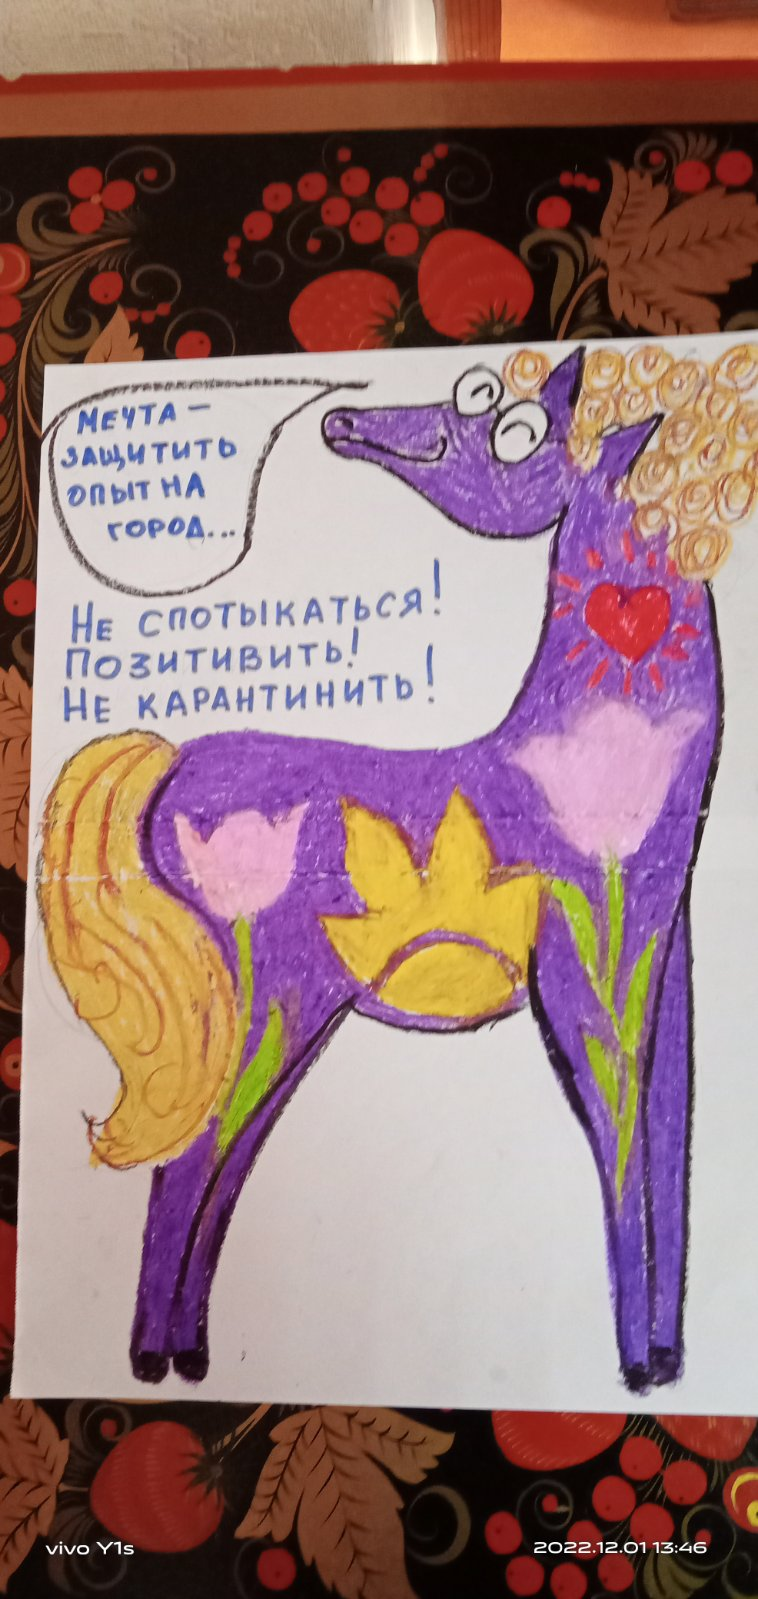 МЕЧТА –
ЗАЩИТИТЬ
ОПЫТ НА
ГОРОД...
НЕ СПОТЫКАТЬСЯ!
ПОЗИТИВИТЬ!
НЕ КАРАНТИНИТЬ!
vivo Y1s
2022.12.01 13:46